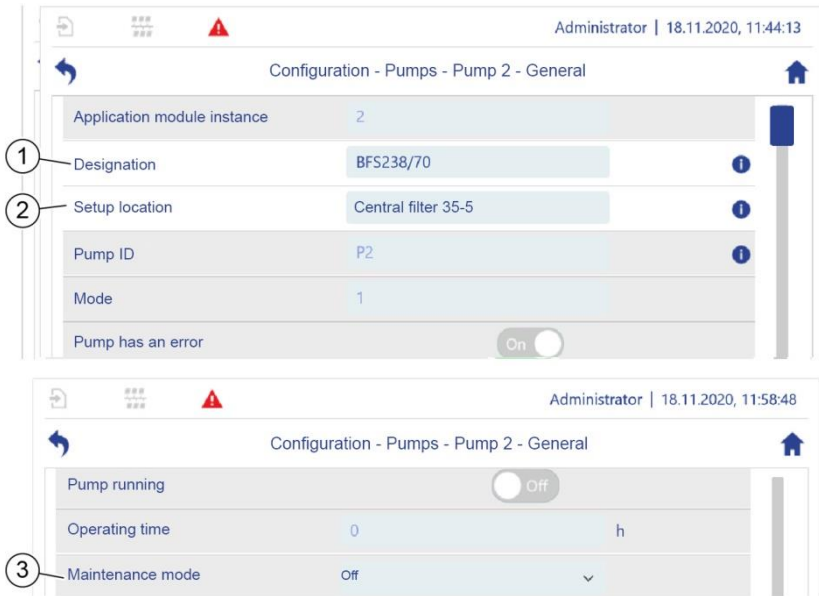 Administrator | 18.11.2020, 11:44:13
Configuration - Pumps - Pump 2 - General
Application module instance 2
1 Designation BFS238/70
2 Setup location Central filter 35-5
Pump ID P2
Mode 1
Pump has an error On
Administrator | 18.11.2020, 11:58:48
Configuration - Pumps - Pump 2 - General
Pump running Off
Operating time 0 h
3 Maintenance mode Off